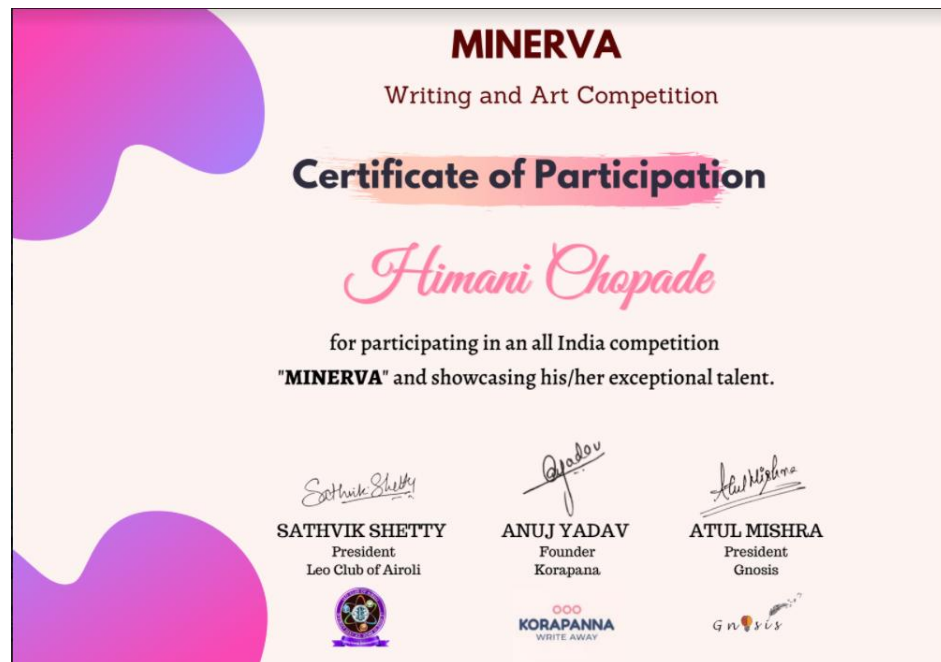 MINERVA
Writing and Art Competition
Certificate of Participation
Himani Chopade
for participating in an all India competition
"MINERVA" and showcasing his/her exceptional talent.
Sathvik Shetty
AYadav
Atul Mishra
SATHVIK SHETTY
President
Leo Club of Airoli
ANUJ YADAV
Founder
Korapana
ATUL MISHRA
President
Gnosis
KORAPANNA
WRITE AWAY
Gnosis